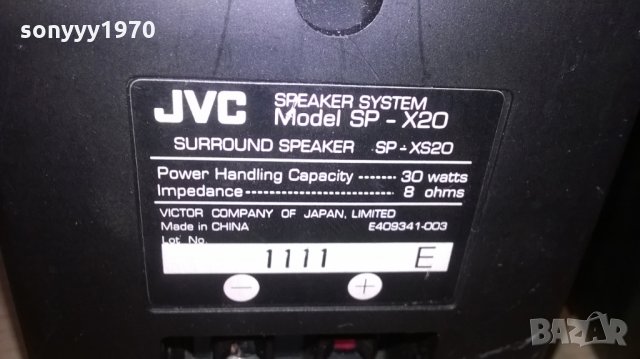 sonyyy1970
JVC SPEAKER SYSTEM
Model SP - X20
SURROUND SPEAKER SP-XS20
Power Handling Capacity ------ 30 watts
Impedance ------------------------ 8 ohms
VICTOR COMPANY OF JAPAN, LIMITED
Made in CHINA E409341-003
Lot No.
1111 E
− +
BAZAR